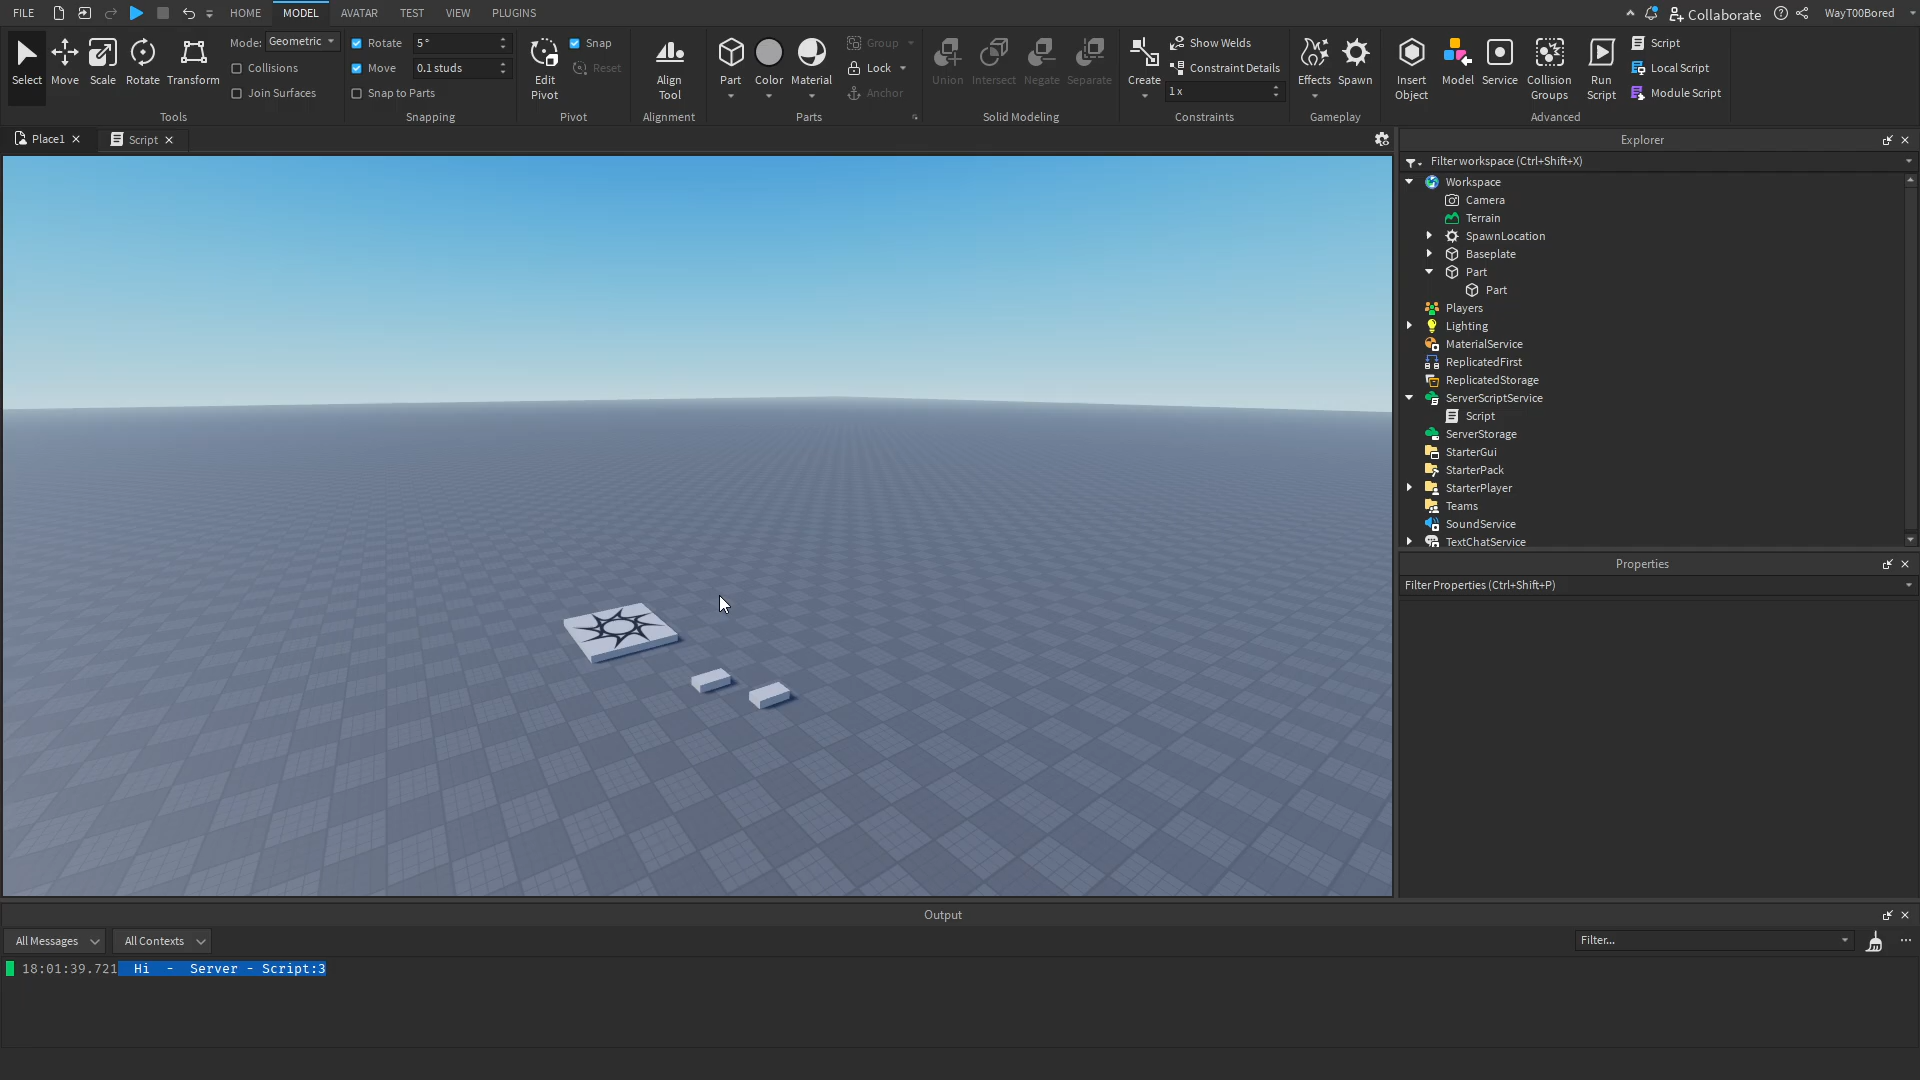 FILE HOME MODEL AVATAR TEST VIEW PLUGINS Collaborate WayT00Bored
Select Move Scale Rotate Transform
Mode: Geometric
Collisions
Join Surfaces
Tools
Rotate 5°
Move 0.1 studs
Snap to Parts
Snapping
Edit Pivot
Snap
Reset
Pivot
Align Tool
Alignment
Part Color Material
Group
Lock
Anchor
Parts
Union Intersect Negate Separate
Solid Modeling
Create
Show Welds
Constraint Details
1 x
Constraints
Effects Spawn
Gameplay
Insert Object
Model
Service
Collision Groups
Run Script
Script
Local Script
Module Script
Advanced
Place1 Script
Explorer
Filter workspace (Ctrl+Shift+X)
Workspace
Camera
Terrain
SpawnLocation
Baseplate
Part
Part
Players
Lighting
MaterialService
ReplicatedFirst
ReplicatedStorage
ServerScriptService
Script
ServerStorage
StarterGui
StarterPack
StarterPlayer
Teams
SoundService
TextChatService
Properties
Filter Properties (Ctrl+Shift+P)
Output
All Messages All Contexts Filter...
18:01:39.721 Hi - Server - Script:3